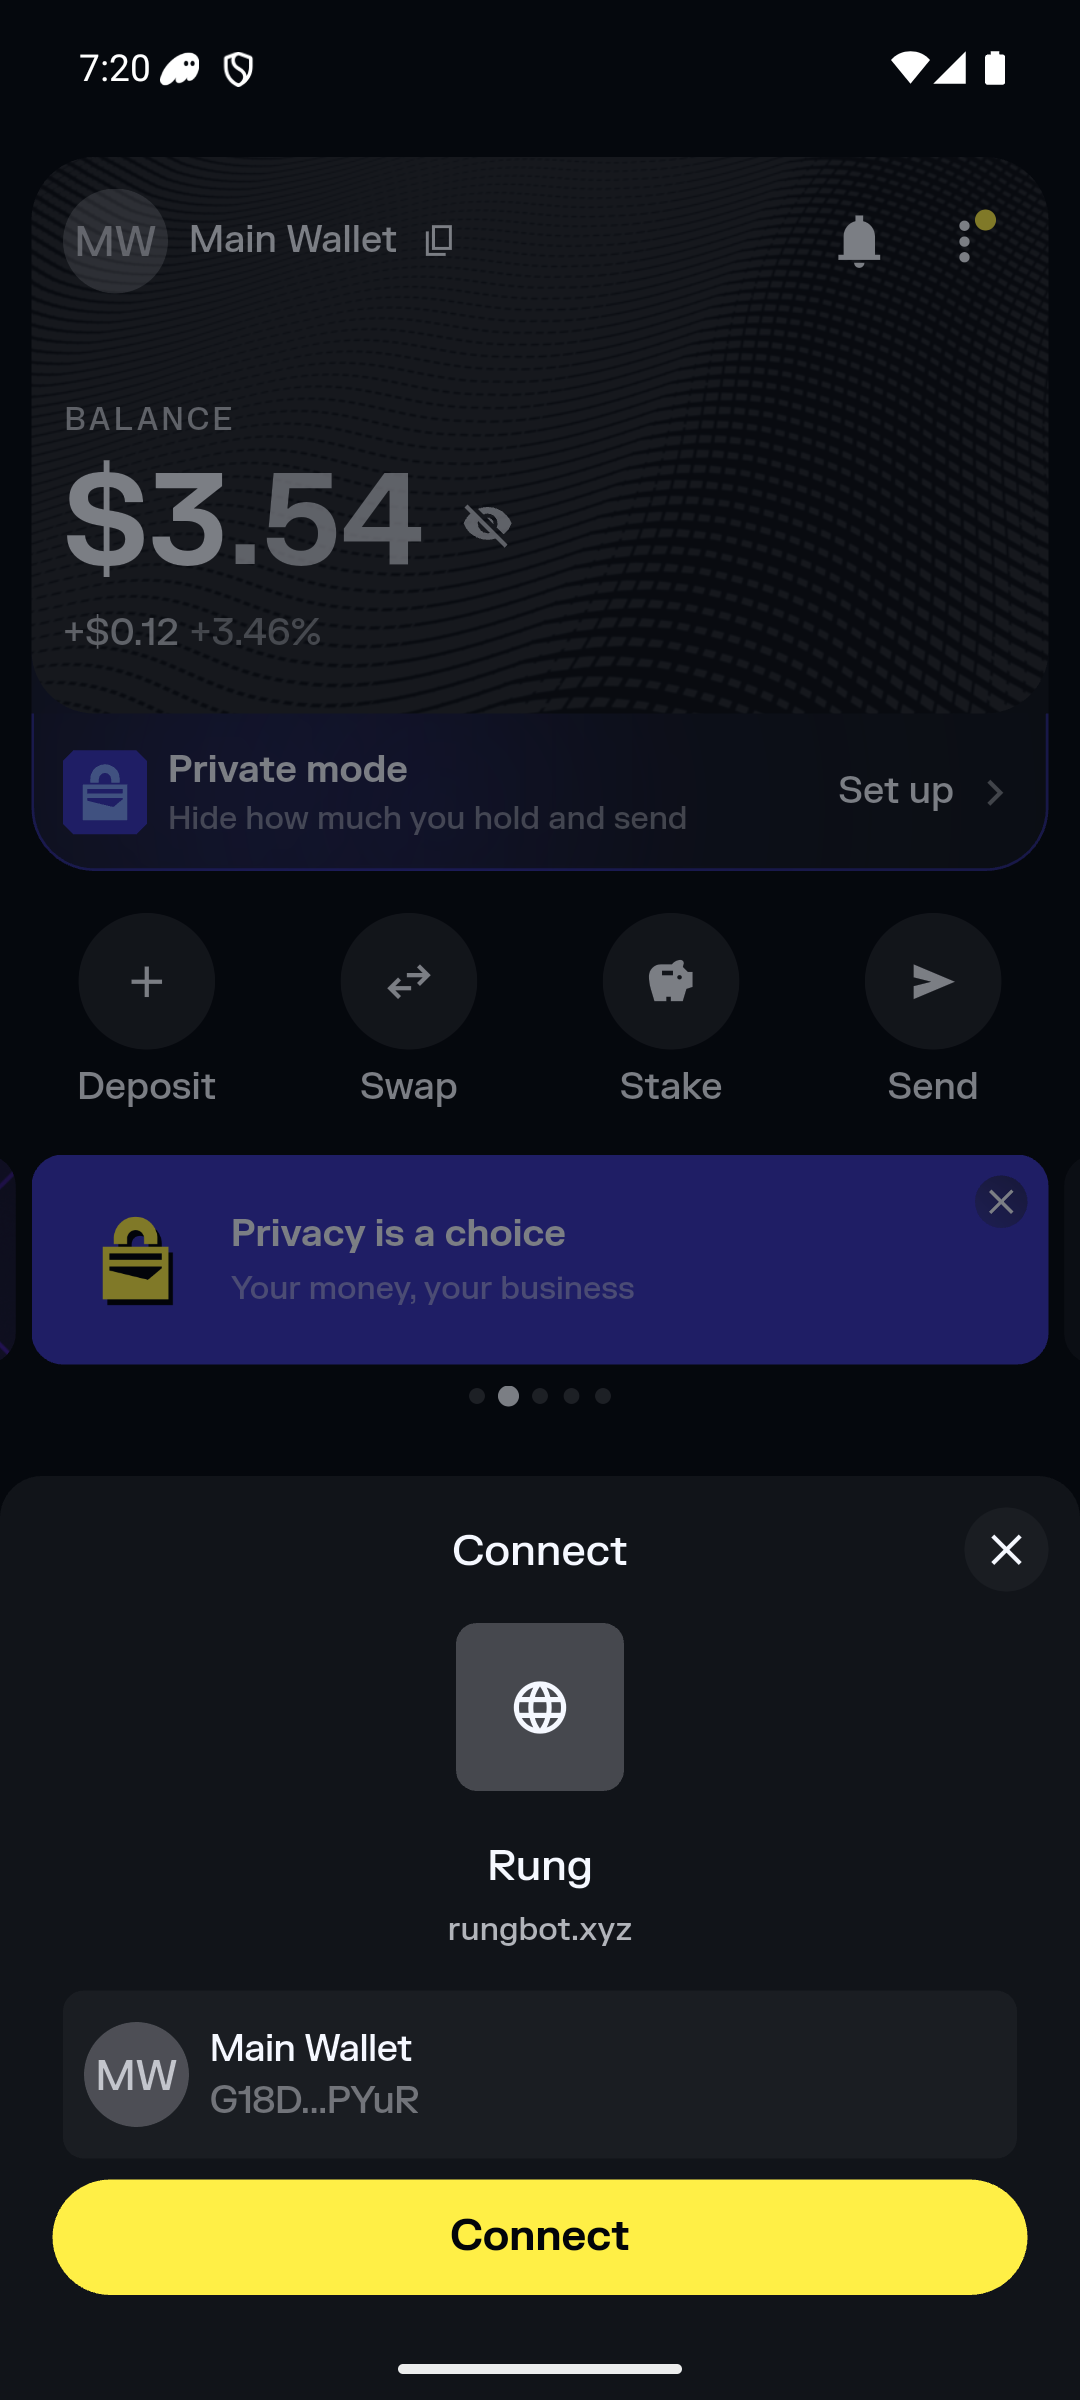 7:20
MW
Main Wallet
BALANCE
$3.54
+$0.12 +3.46%
Private mode
Hide how much you hold and send
Set up
Deposit
Swap
Stake
Send
Privacy is a choice
Your money, your business
Connect
Rung
rungbot.xyz
MW
Main Wallet
G18D...PYuR
Connect